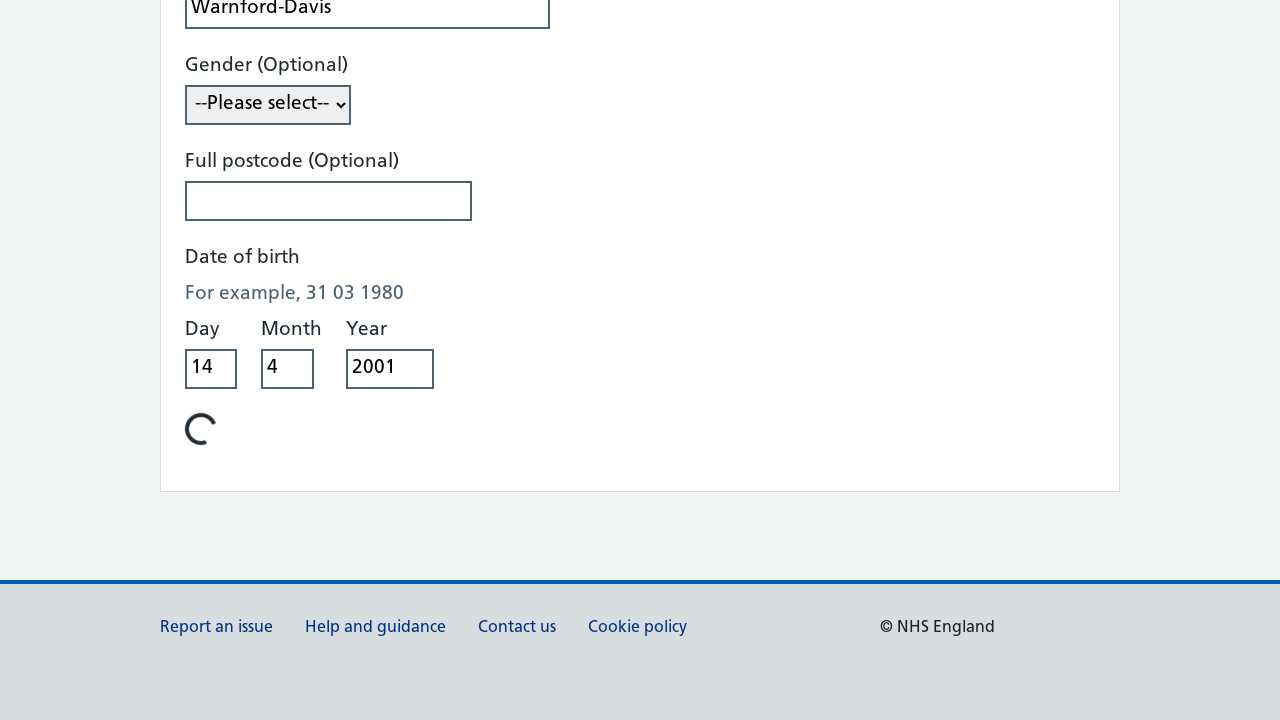 Warnford-Davis
Gender (Optional)
--Please select--
Full postcode (Optional)
Date of birth
For example, 31 03 1980
Day Month Year
14 4 2001
Report an issue Help and guidance Contact us Cookie policy © NHS England